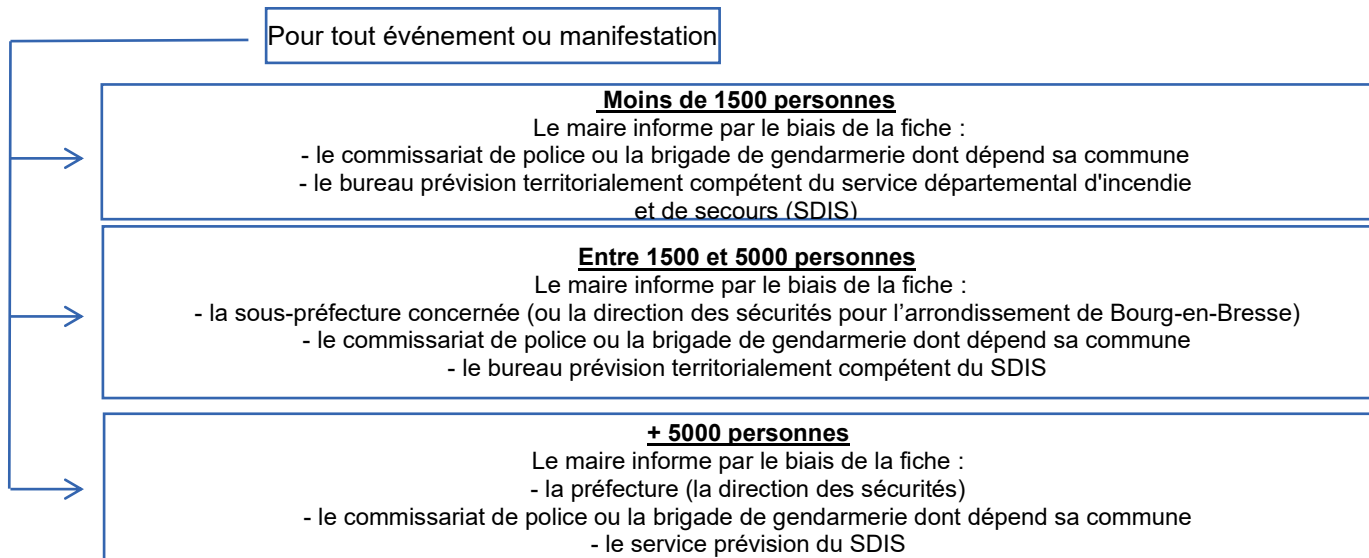 Pour tout événement ou manifestation
Moins de 1500 personnes
Le maire informe par le biais de la fiche :
- le commissariat de police ou la brigade de gendarmerie dont dépend sa commune
- le bureau prévision territorialement compétent du service départemental d'incendie
et de secours (SDIS)
Entre 1500 et 5000 personnes
Le maire informe par le biais de la fiche :
- la sous-préfecture concernée (ou la direction des sécurités pour l’arrondissement de Bourg-en-Bresse)
- le commissariat de police ou la brigade de gendarmerie dont dépend sa commune
- le bureau prévision territorialement compétent du SDIS
+ 5000 personnes
Le maire informe par le biais de la fiche :
- la préfecture (la direction des sécurités)
- le commissariat de police ou la brigade de gendarmerie dont dépend sa commune
- le service prévision du SDIS